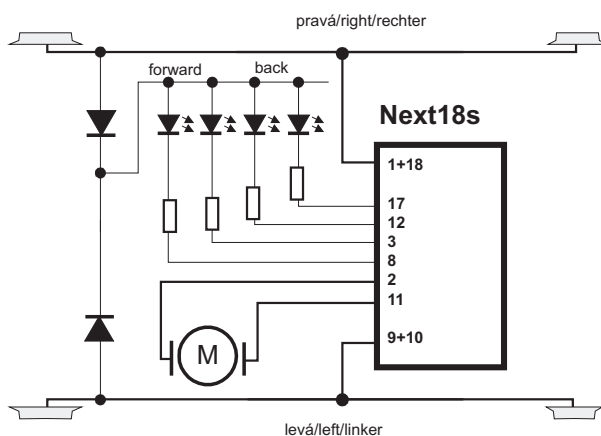 pravá/right/rechter
forward back
Next18s
1+18
17
12
3
8
2
11
9+10
M
levá/left/linker